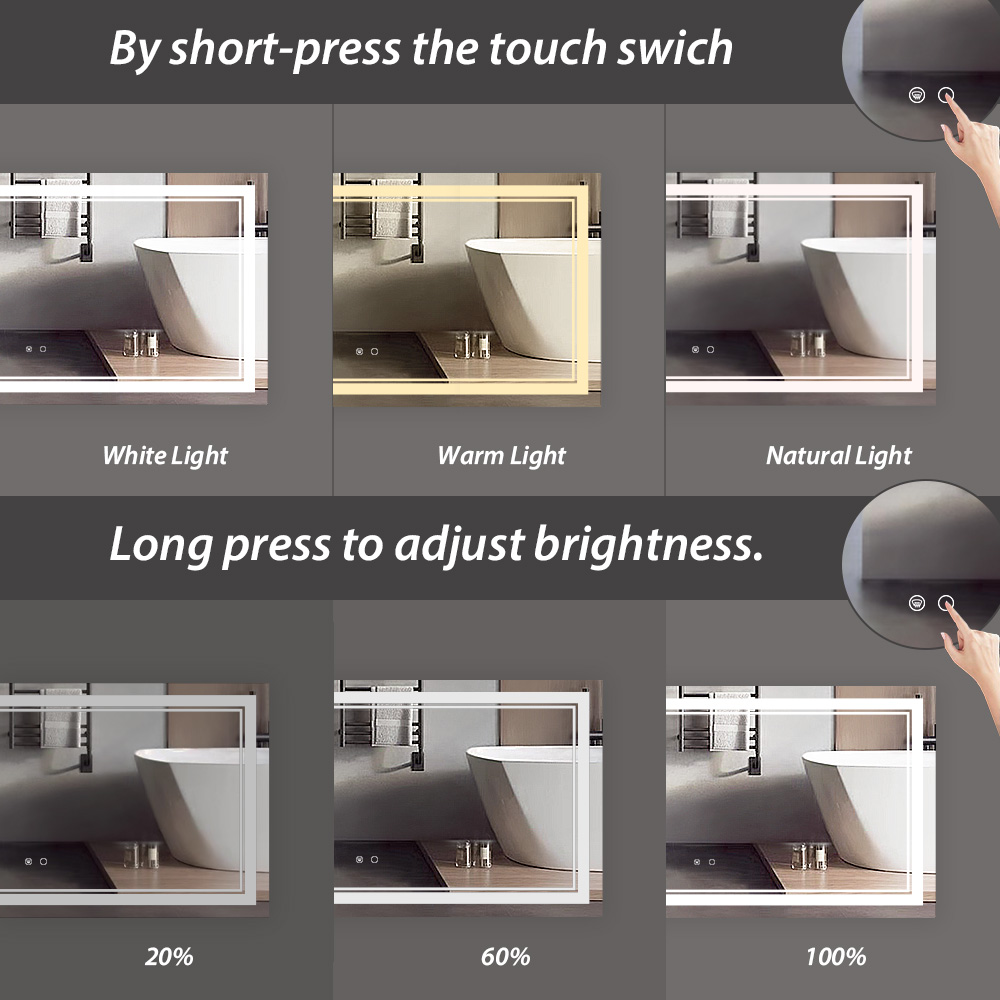 By short-press the touch swich
White Light
Warm Light
Natural Light
Long press to adjust brightness.
20%
60%
100%